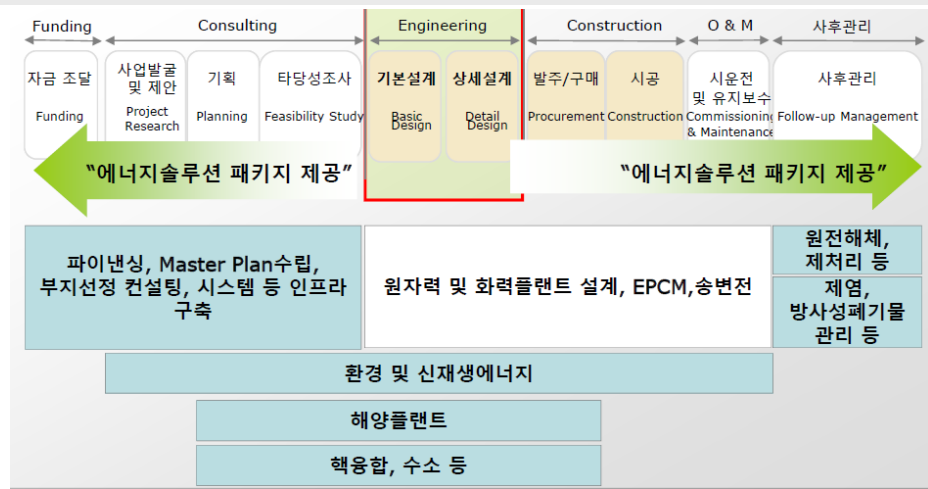 Funding
Consulting
Engineering
Construction
O & M
사후관리
자금 조달
Funding
사업발굴
및 제안
Project
Research
기획
Planning
타당성조사
Feasibility Study
기본설계
Basic
Design
상세설계
Detail
Design
발주/구매
Procurement
시공
Construction
시운전
및 유지보수
Commissioning
& Maintenance
사후관리
Follow-up Management
“에너지솔루션 패키지 제공”
“에너지솔루션 패키지 제공”
파이낸싱, Master Plan수립,
부지선정 컨설팅, 시스템 등 인프라
구축
원자력 및 화력플랜트 설계, EPCM,송변전
원전해체,
제처리 등
제염,
방사성폐기물
관리 등
환경 및 신재생에너지
해양플랜트
핵융합, 수소 등